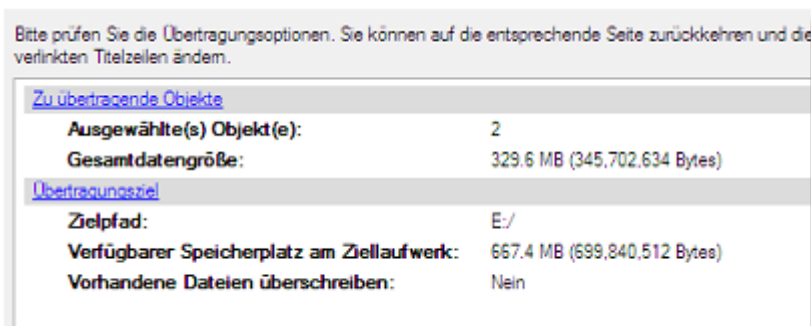 Bitte prüfen Sie die Übertragungsoptionen. Sie können auf die entsprechende Seite zurückkehren und die
verlinkten Titelzeilen ändern.
Zu übertragende Objekte
Ausgewählte(s) Objekt(e): 2
Gesamtdatengröße: 329.6 MB (345,702,634 Bytes)
Übertragungsziel
Zielpfad: E:/
Verfügbarer Speicherplatz am Ziellaufwerk: 667.4 MB (699,840,512 Bytes)
Vorhandene Dateien überschreiben: Nein